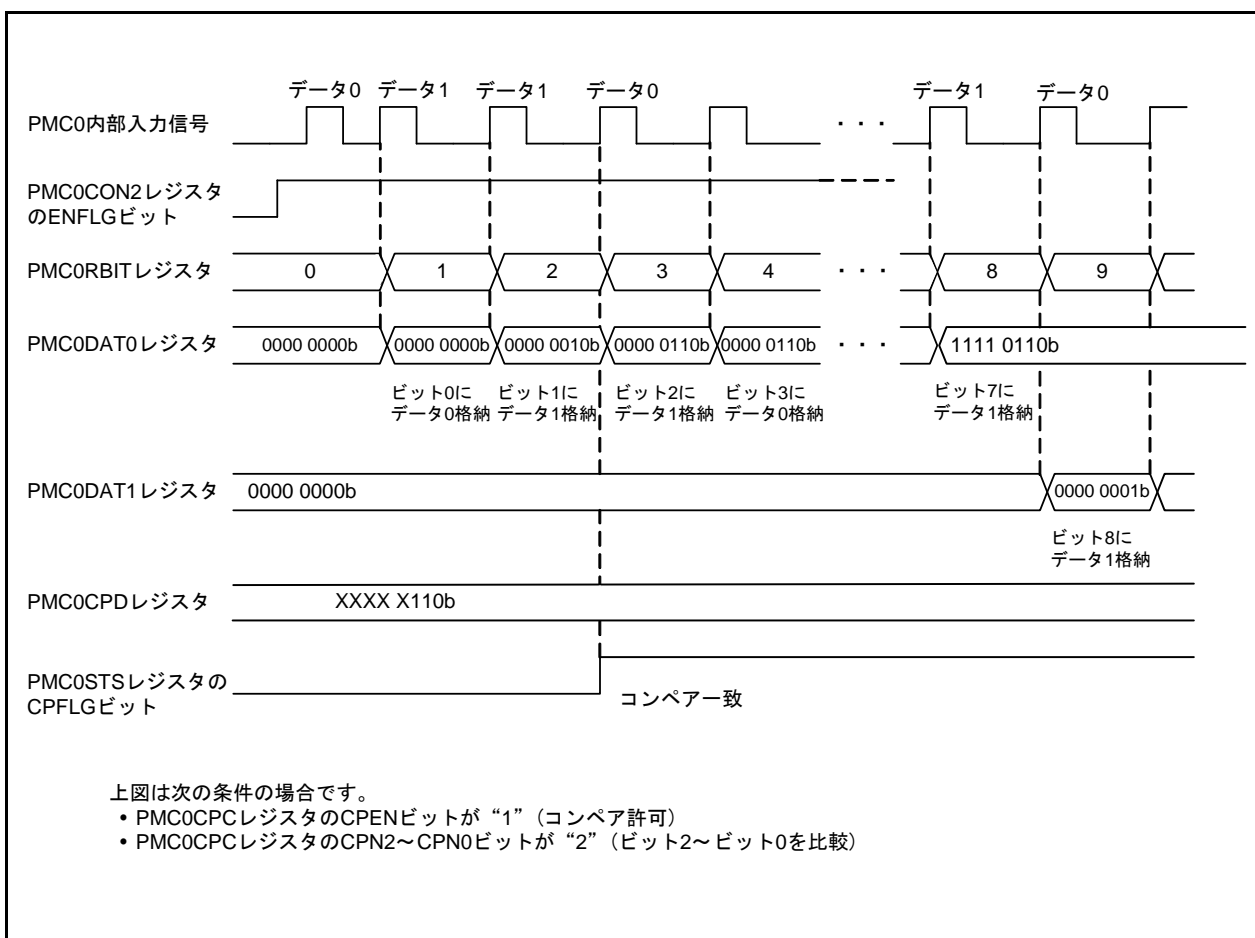 データ0 データ1 データ1 データ0 データ1 データ0
PMC0内部入力信号 ・・・
PMC0CON2レジスタ
のENFLGビット
PMC0RBITレジスタ 0 1 2 3 4 ・・・ 8 9
PMC0DAT0レジスタ 0000 0000b 0000 0000b 0000 0010b 0000 0110b 0000 0110b ・・・ 1111 0110b
ビット0に ビット1に ビット2に ビット3に ビット7に
データ0格納 データ1格納 データ1格納 データ0格納 データ1格納
PMC0DAT1レジスタ 0000 0000b 0000 0001b
ビット8に
データ1格納
PMC0CPDレジスタ XXXX X110b
PMC0STSレジスタの
CPFLGビット
コンペア一致
上図は次の条件の場合です。
• PMC0CPCレジスタのCPENビットが“1”（コンペア許可）
• PMC0CPCレジスタのCPN2～CPN0ビットが“2”（ビット2～ビット0を比較）